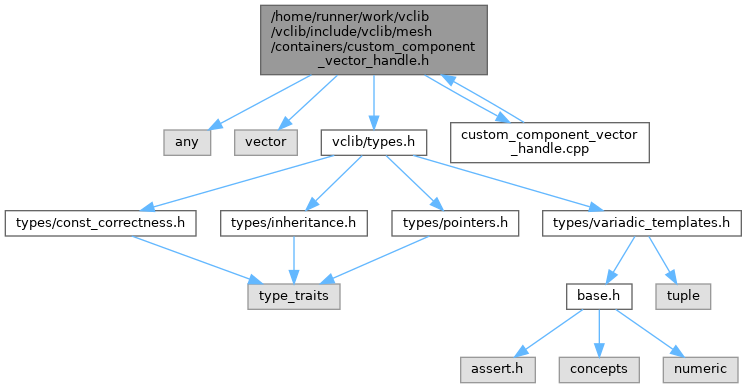 /home/runner/work/vclib
/vclib/include/vclib/mesh
/containers/custom_component
_vector_handle.h
any
vector
vclib/types.h
custom_component_vector
_handle.cpp
types/const_correctness.h
types/inheritance.h
types/pointers.h
types/variadic_templates.h
type_traits
base.h
tuple
assert.h
concepts
numeric